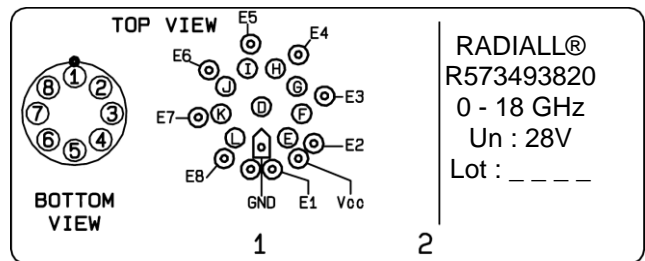 TOP VIEW
E5
E4
E6
I
H
J
G
E3
8
1
2
7
3
6
5
4
E7
K
D
F
L
E
E2
E8
GND
E1
Vcc
BOTTOM
VIEW
1
2
RADIALL®
R573493820
0 - 18 GHz
Un : 28V
Lot : _ _ _ _